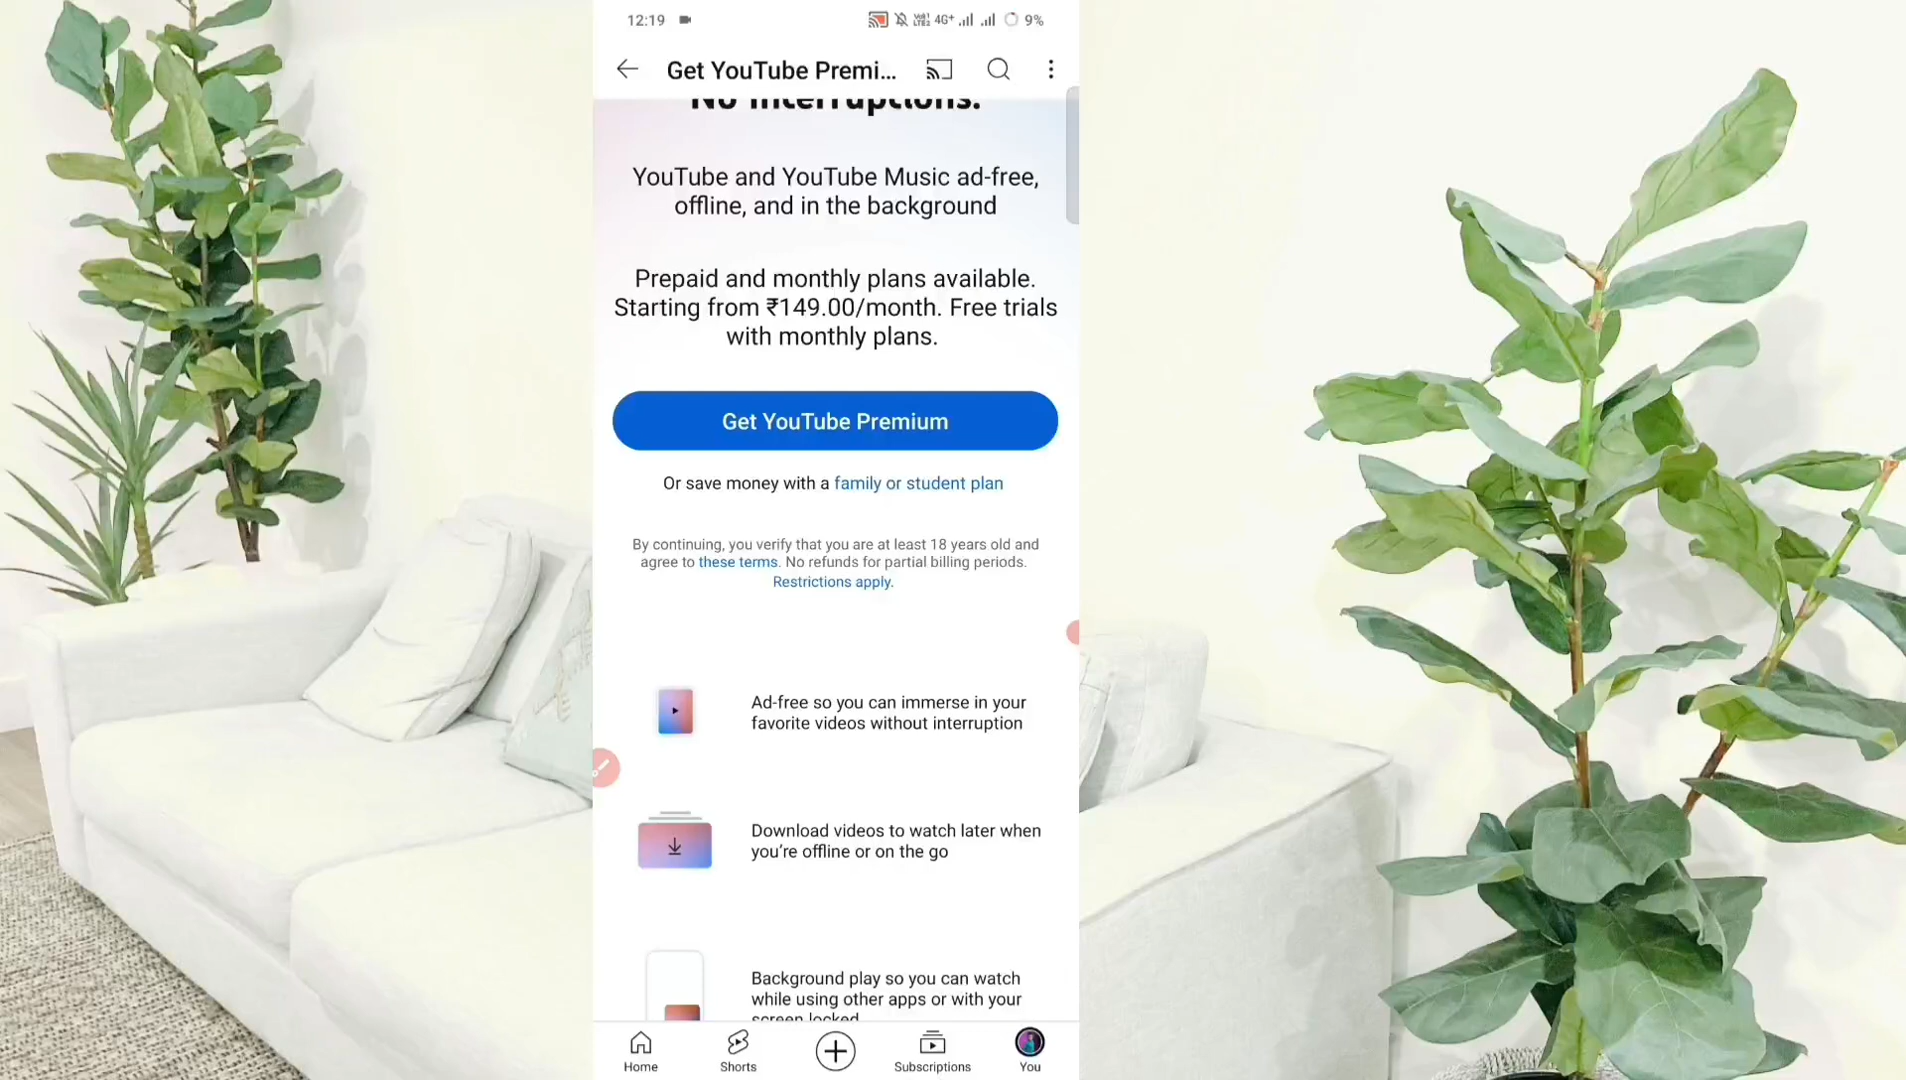 12:19
4G+
9%
Get YouTube Premi...
No interruptions.
YouTube and YouTube Music ad-free,
offline, and in the background
Prepaid and monthly plans available.
Starting from ₹149.00/month. Free trials
with monthly plans.
Get YouTube Premium
Or save money with a family or student plan
By continuing, you verify that you are at least 18 years old and
agree to these terms. No refunds for partial billing periods.
Restrictions apply.
Ad-free so you can immerse in your
favorite videos without interruption
Download videos to watch later when
you're offline or on the go
Background play so you can watch
while using other apps or with your
screen locked
Home
Shorts
Subscriptions
You